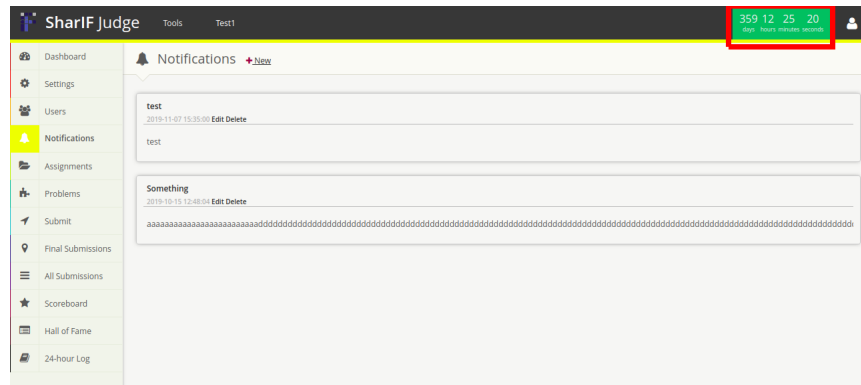 SharIF Judge
Tools
Test1
359 12 25 20
days hours minutes seconds
Dashboard
Settings
Users
Notifications
Assignments
Problems
Submit
Final Submissions
All Submissions
Scoreboard
Hall of Fame
24-hour Log
Notifications +New
test
2019-11-07 15:35:00 Edit Delete
test
Something
2019-10-15 12:48:04 Edit Delete